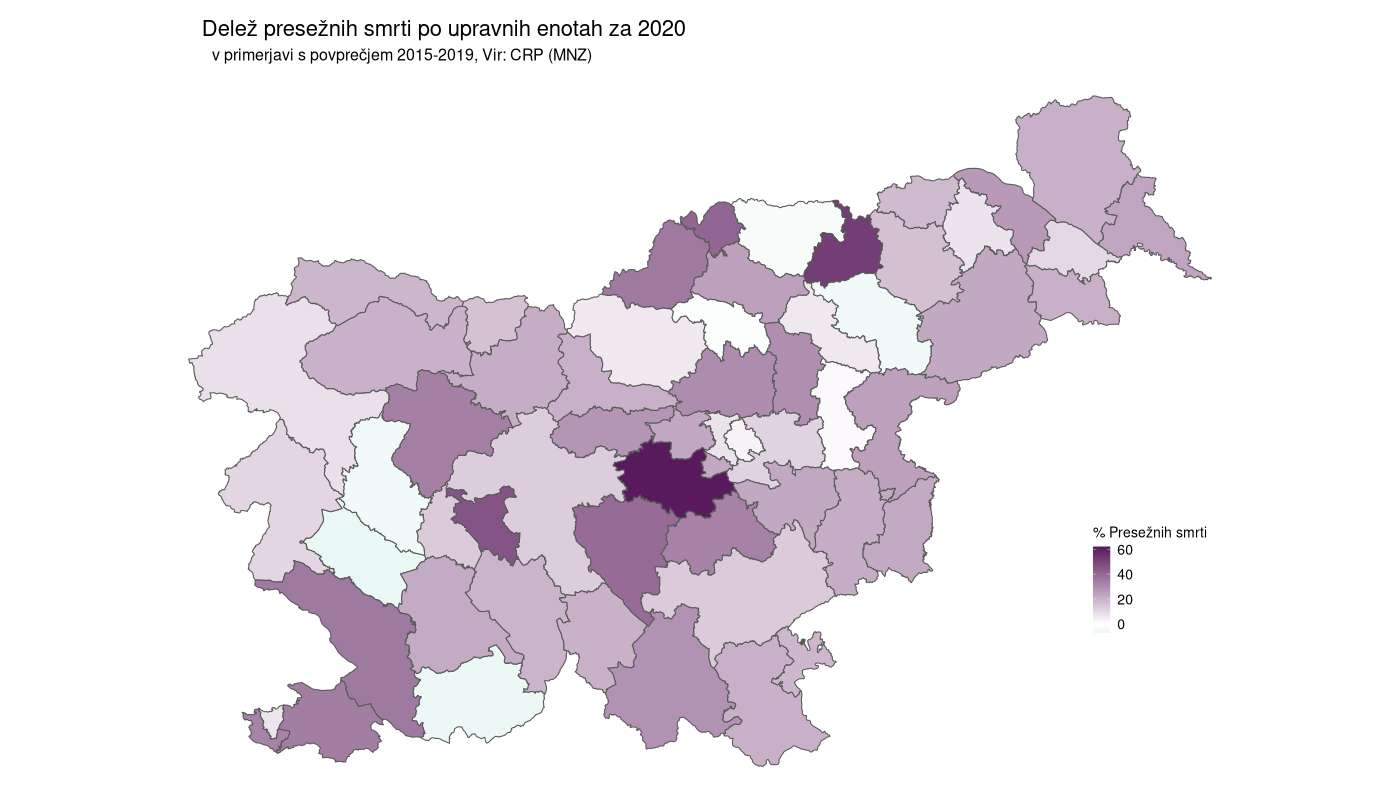 Delež presežnih smrti po upravnih enotah za 2020
v primerjavi s povprečjem 2015-2019, Vir: CRP (MNZ)
% Presežnih smrti
60
40
20
0